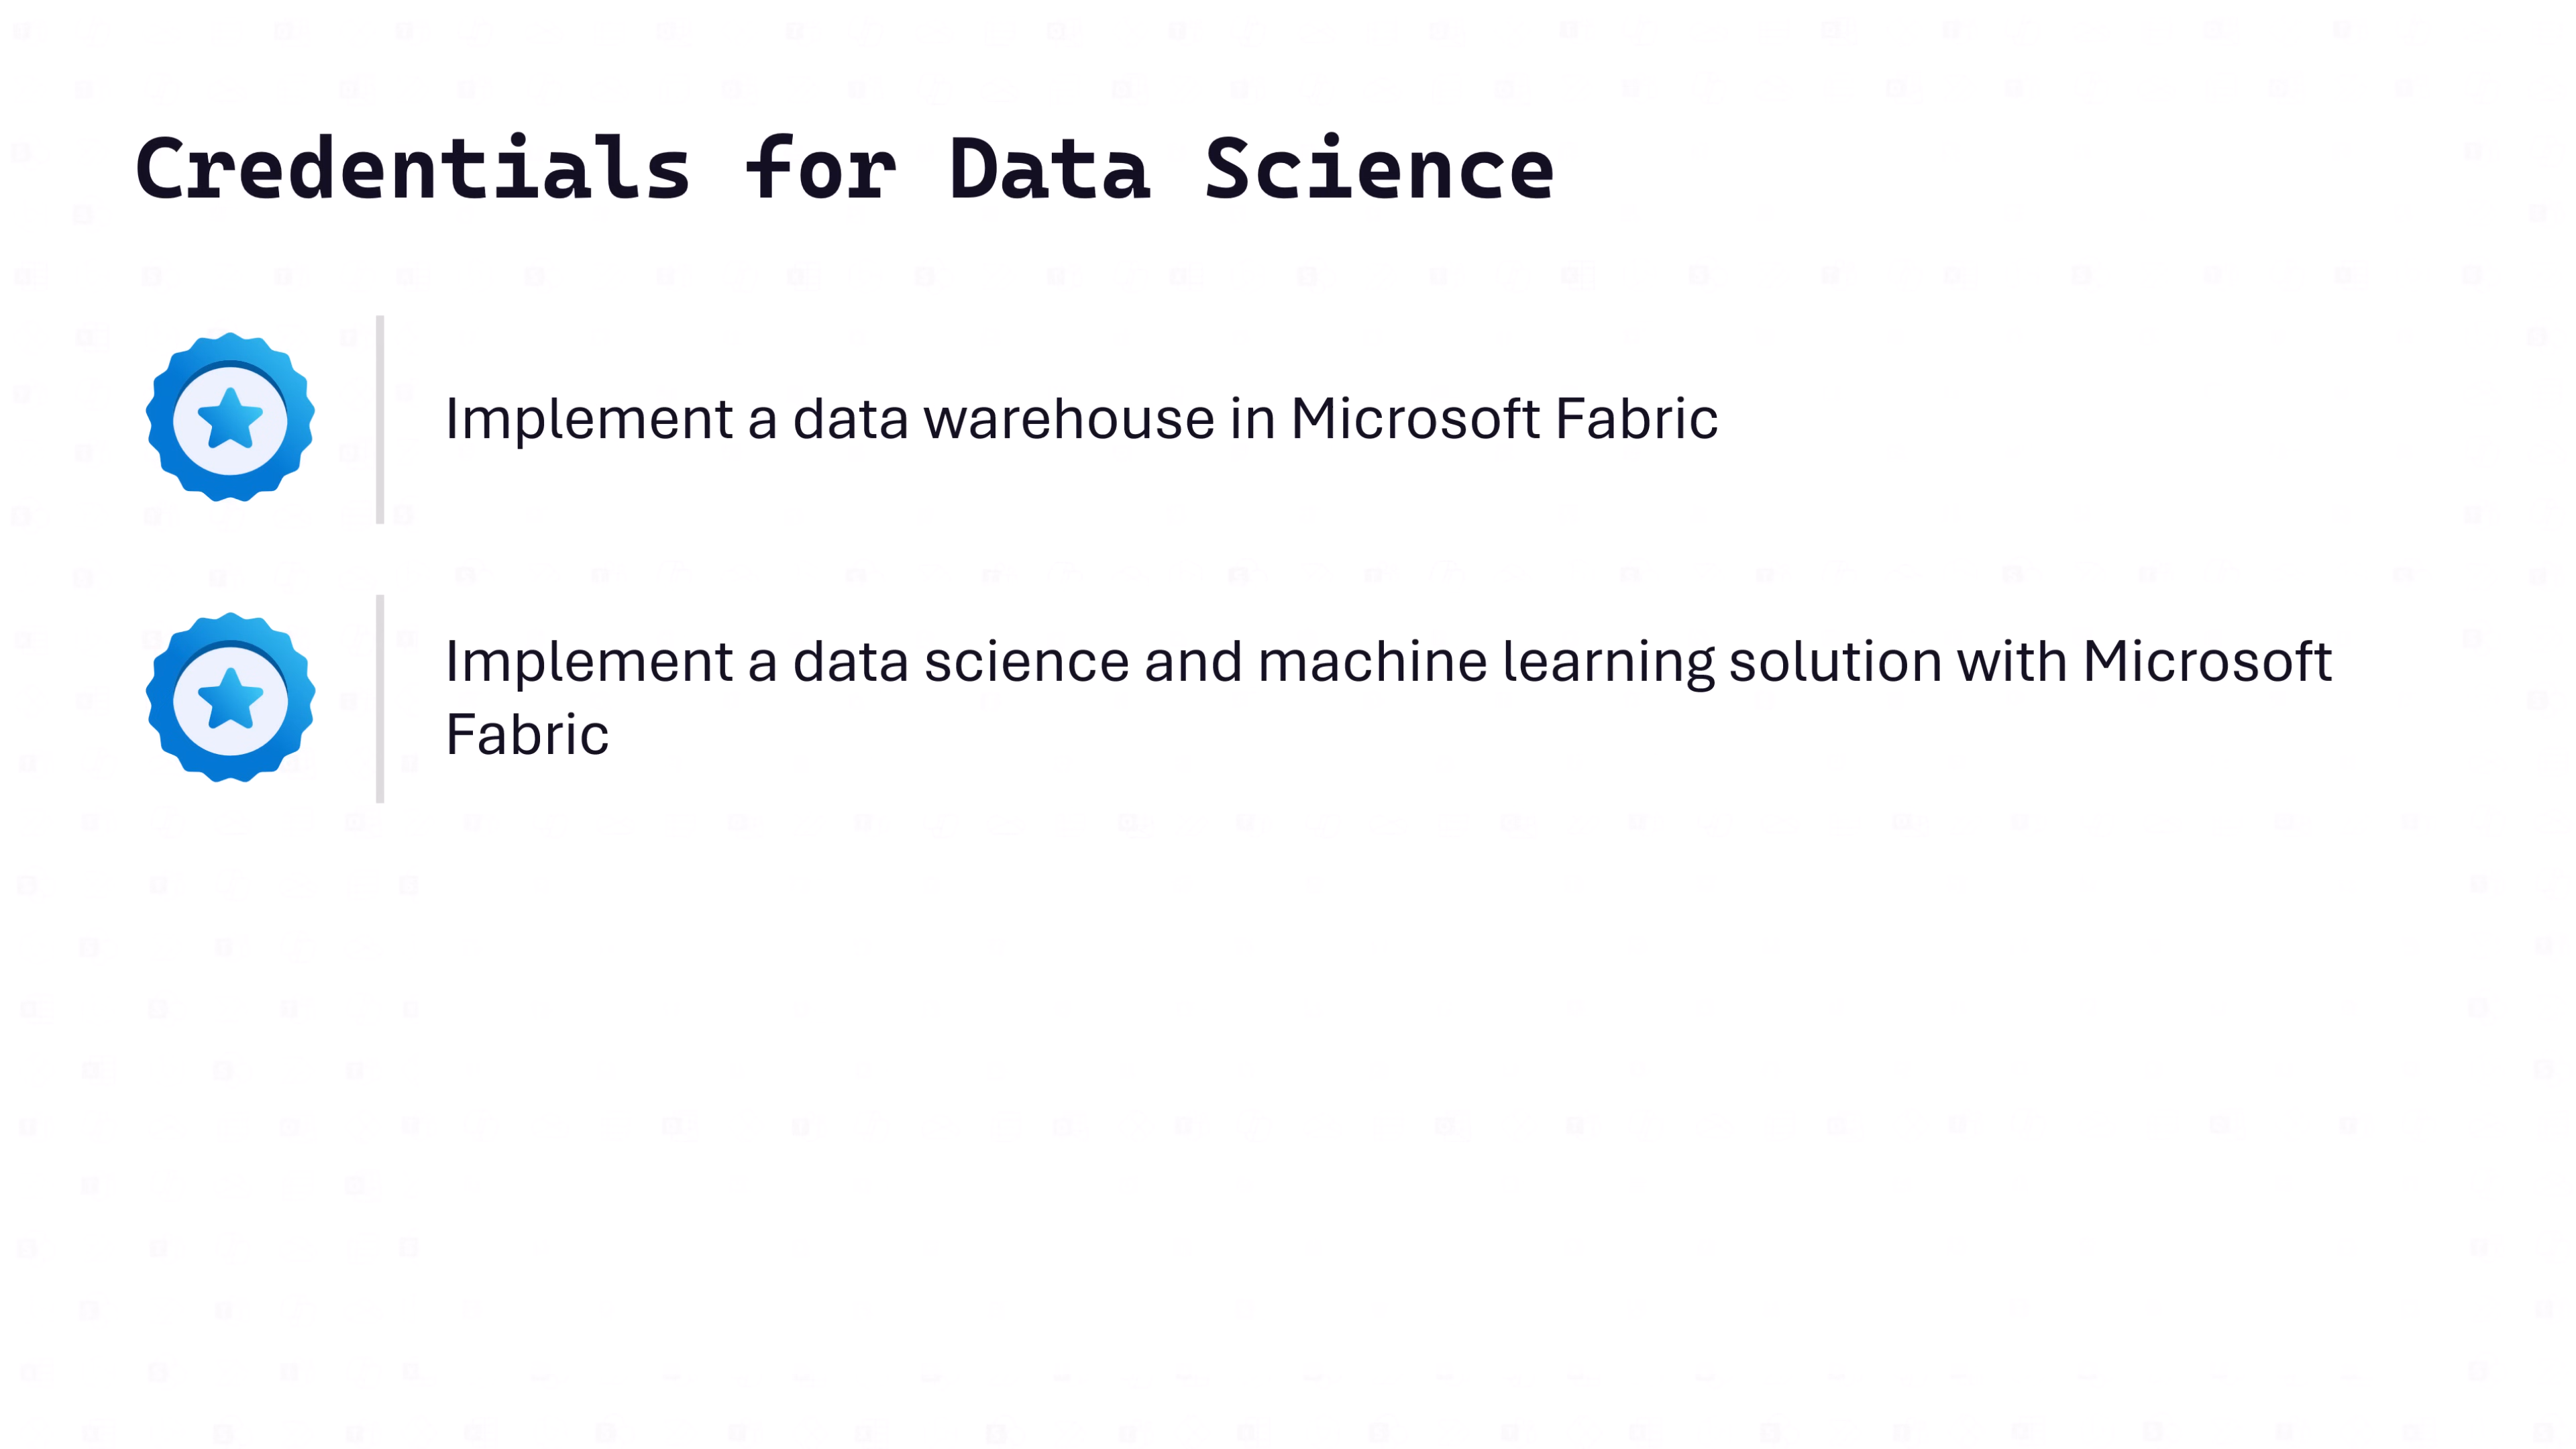 Credentials for Data Science
Implement a data warehouse in Microsoft Fabric
Implement a data science and machine learning solution with Microsoft
Fabric